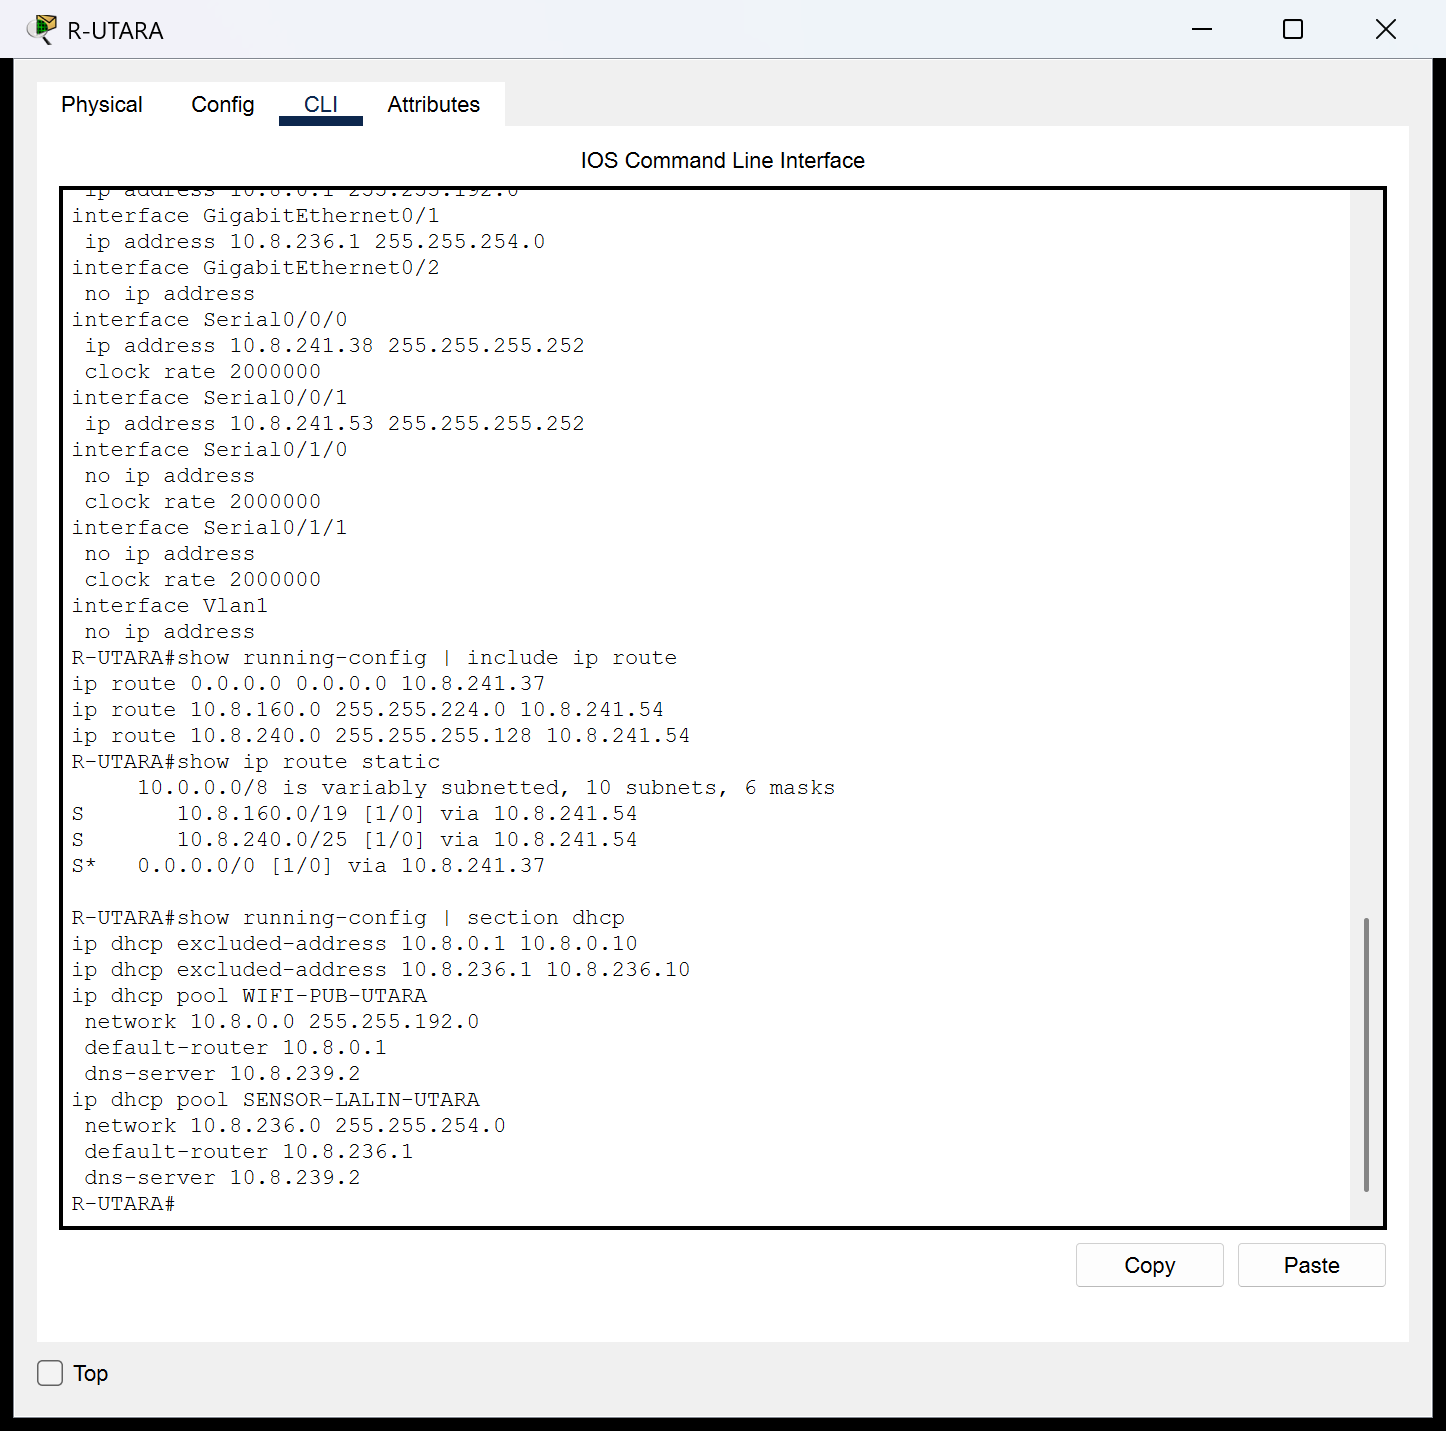 R-UTARA
Physical Config CLI Attributes
IOS Command Line Interface
ip address 10.8.0.1 255.255.192.0
interface GigabitEthernet0/1
 ip address 10.8.236.1 255.255.254.0
interface GigabitEthernet0/2
 no ip address
interface Serial0/0/0
 ip address 10.8.241.38 255.255.255.252
 clock rate 2000000
interface Serial0/0/1
 ip address 10.8.241.53 255.255.255.252
interface Serial0/1/0
 no ip address
 clock rate 2000000
interface Serial0/1/1
 no ip address
 clock rate 2000000
interface Vlan1
 no ip address
R-UTARA#show running-config | include ip route
ip route 0.0.0.0 0.0.0.0 10.8.241.37
ip route 10.8.160.0 255.255.224.0 10.8.241.54
ip route 10.8.240.0 255.255.255.128 10.8.241.54
R-UTARA#show ip route static
     10.0.0.0/8 is variably subnetted, 10 subnets, 6 masks
S       10.8.160.0/19 [1/0] via 10.8.241.54
S       10.8.240.0/25 [1/0] via 10.8.241.54
S*   0.0.0.0/0 [1/0] via 10.8.241.37
R-UTARA#show running-config | section dhcp
ip dhcp excluded-address 10.8.0.1 10.8.0.10
ip dhcp excluded-address 10.8.236.1 10.8.236.10
ip dhcp pool WIFI-PUB-UTARA
 network 10.8.0.0 255.255.192.0
 default-router 10.8.0.1
 dns-server 10.8.239.2
ip dhcp pool SENSOR-LALIN-UTARA
 network 10.8.236.0 255.255.254.0
 default-router 10.8.236.1
 dns-server 10.8.239.2
R-UTARA#
Copy Paste
Top